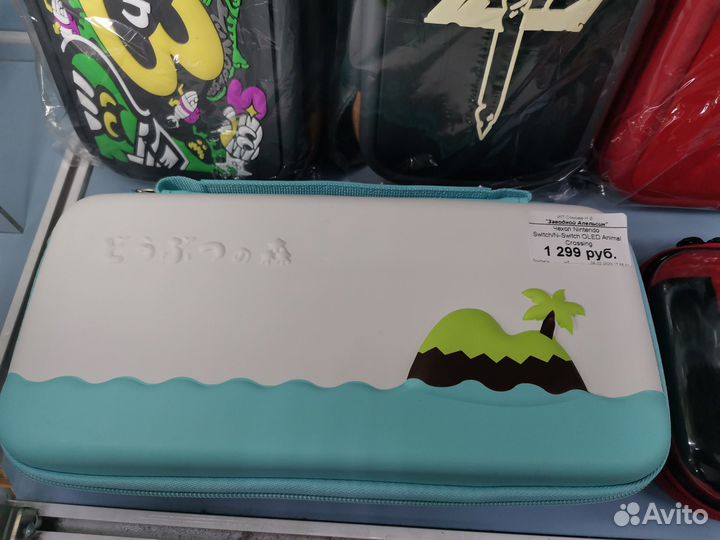 3
どうぶつの森
"Заводной Апельсин"
Чехол Nintendo
Switch/N-Switch OLED Animal
Crossing
1 299 руб.
Avito